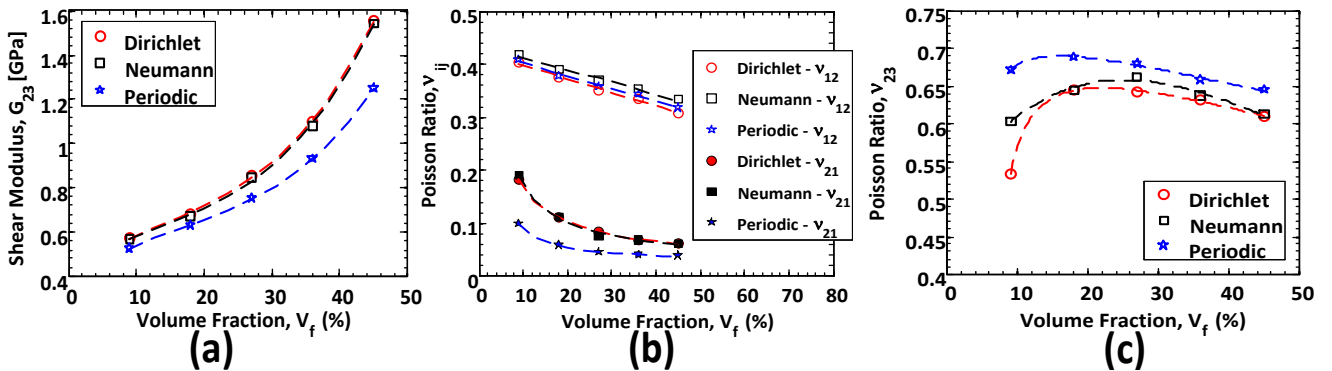 1.6
1.4
1.2
1
0.8
0.6
0.4
0 10 20 30 40 50
Shear Modulus, G23 [GPa]
Volume Fraction, Vf (%)
Dirichlet
Neumann
Periodic
(a)
0.5
0.4
0.3
0.2
0.1
0
0 10 20 30 40 50 60 70 80
Poisson Ratio, νij
Volume Fraction, Vf (%)
Dirichlet - ν12
Neumann - ν12
Periodic - ν12
Dirichlet - ν21
Neumann - ν21
Periodic - ν21
(b)
0.75
0.7
0.65
0.6
0.55
0.5
0.45
0.4
0 10 20 30 40 50
Poisson Ratio, ν23
Volume Fraction, Vf (%)
Dirichlet
Neumann
Periodic
(c)